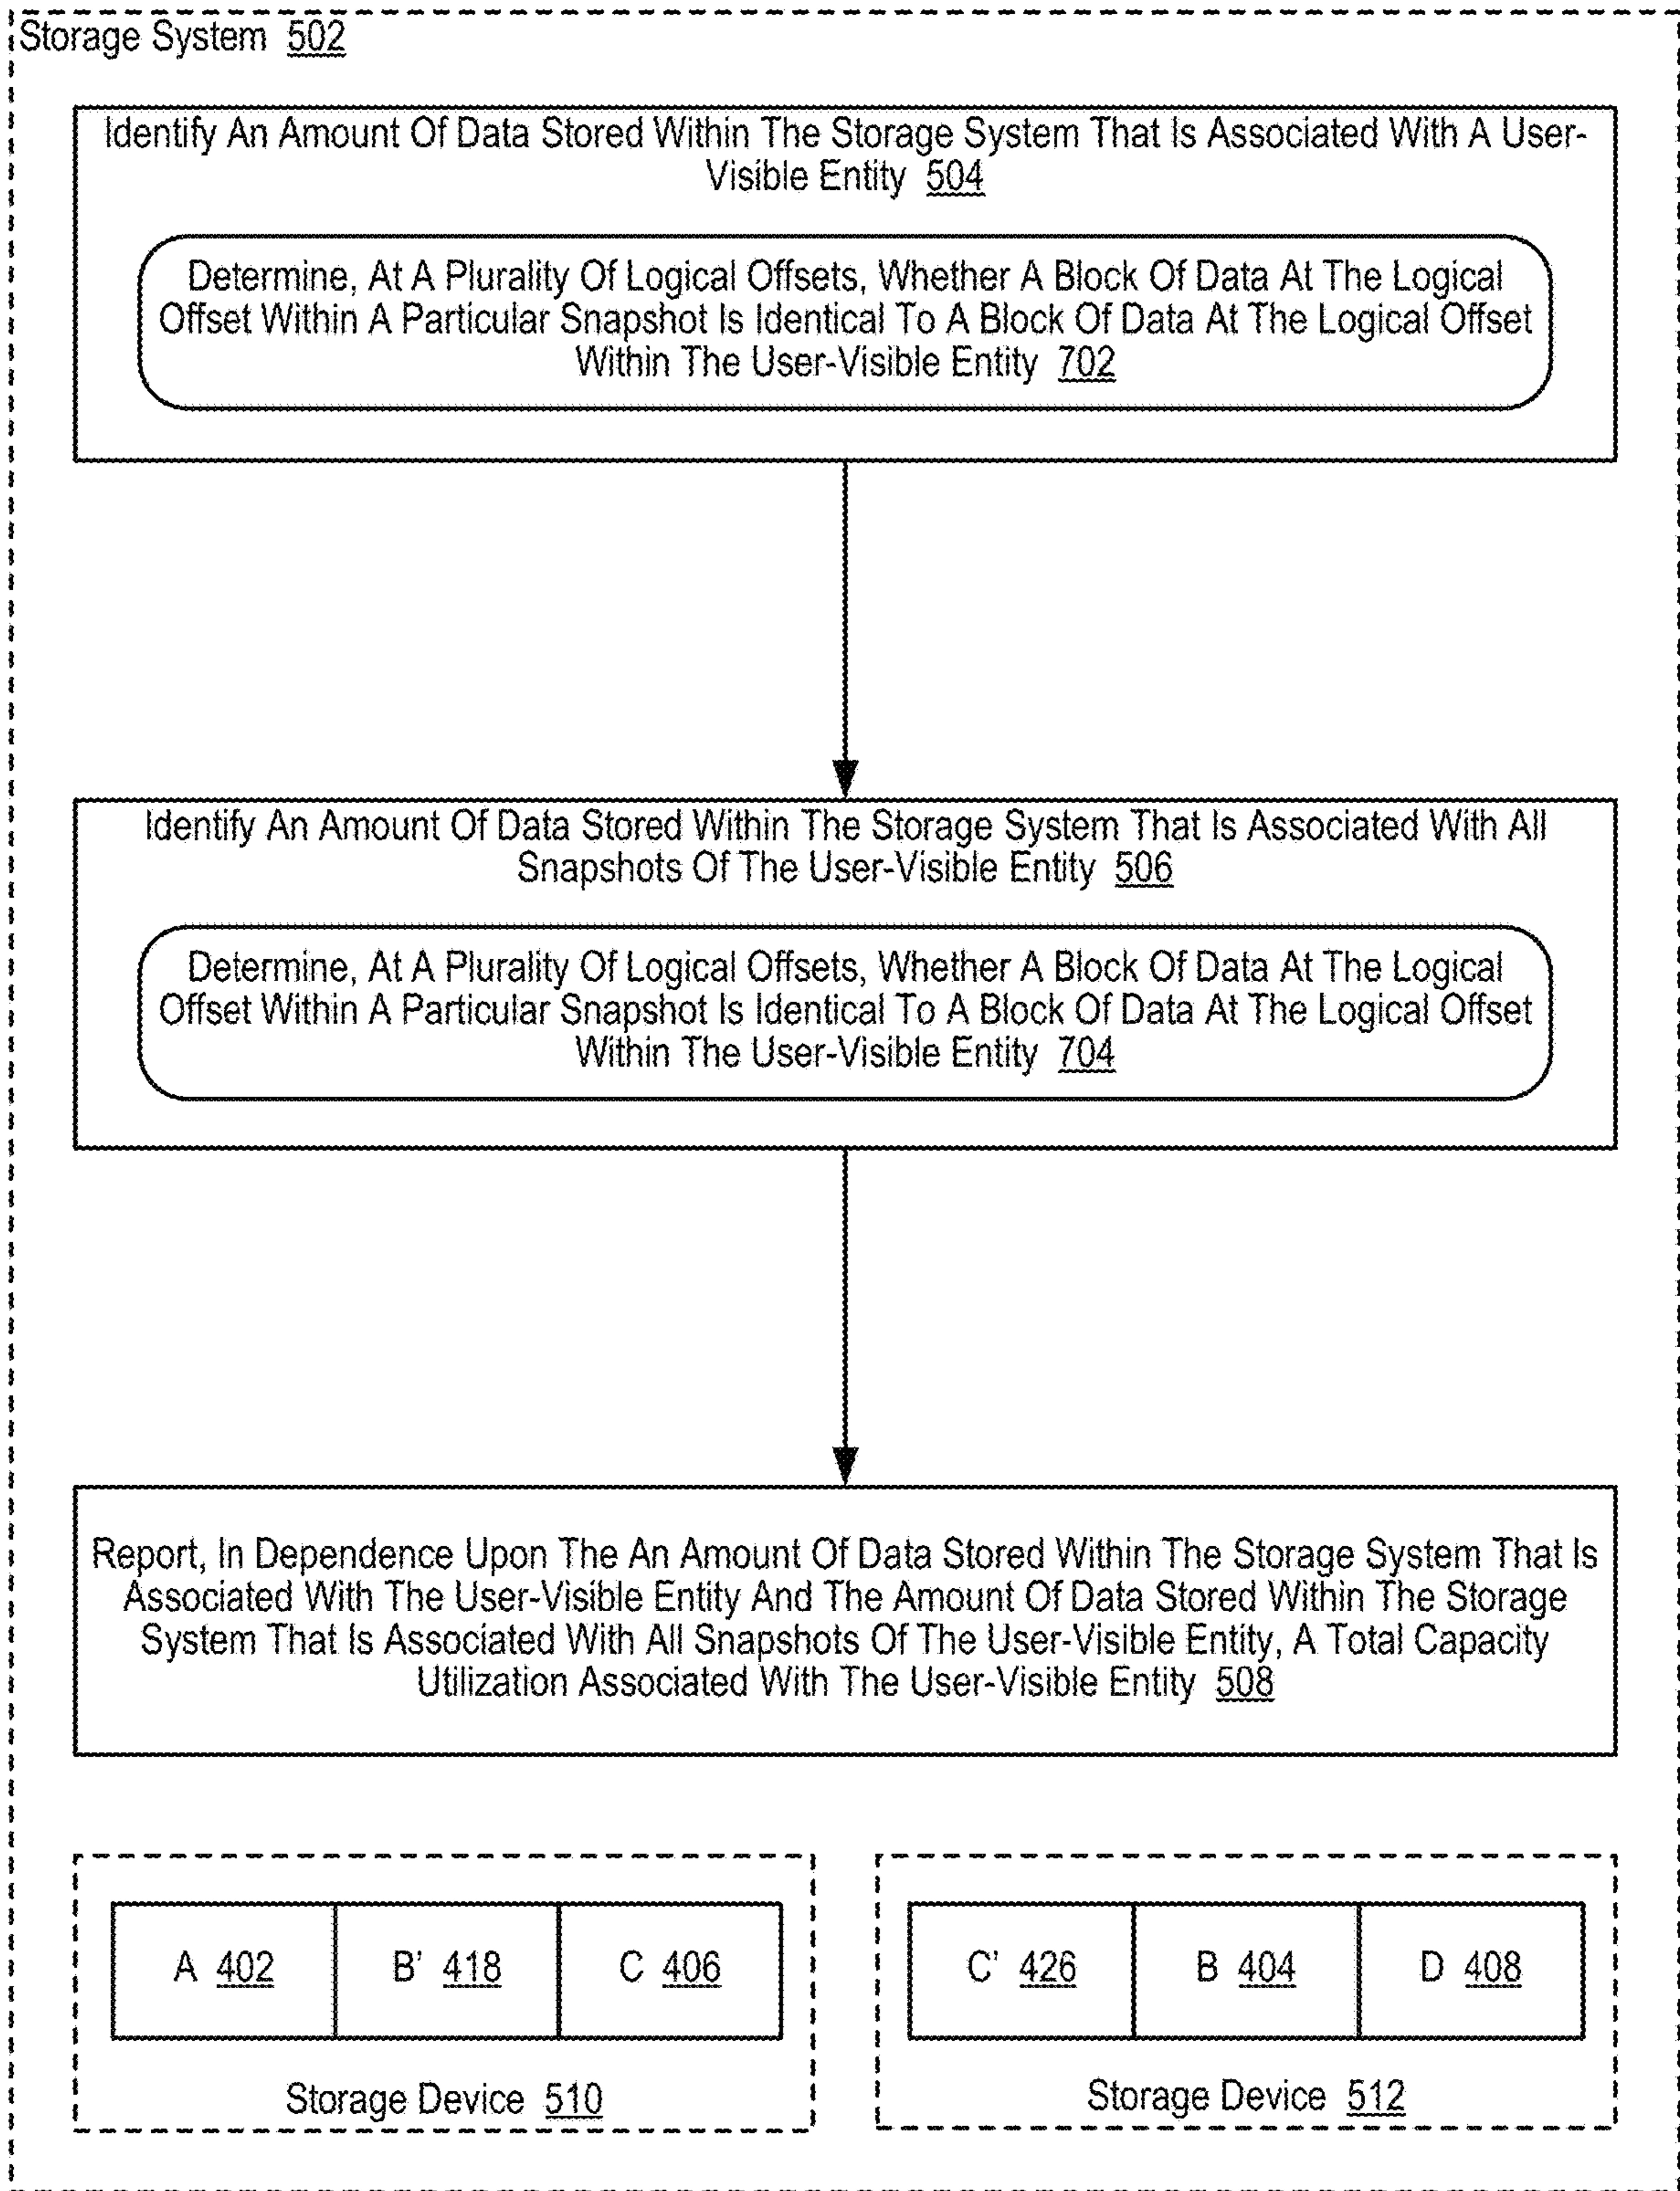 Storage System 502
Identify An Amount Of Data Stored Within The Storage System That Is Associated With A User-
Visible Entity 504
Determine, At A Plurality Of Logical Offsets, Whether A Block Of Data At The Logical
Offset Within A Particular Snapshot Is Identical To A Block Of Data At The Logical Offset
Within The User-Visible Entity 702
Identify An Amount Of Data Stored Within The Storage System That Is Associated With All
Snapshots Of The User-Visible Entity 506
Determine, At A Plurality Of Logical Offsets, Whether A Block Of Data At The Logical
Offset Within A Particular Snapshot Is Identical To A Block Of Data At The Logical Offset
Within The User-Visible Entity 704
Report, In Dependence Upon The An Amount Of Data Stored Within The Storage System That Is
Associated With The User-Visible Entity And The Amount Of Data Stored Within The Storage
System That Is Associated With All Snapshots Of The User-Visible Entity, A Total Capacity
Utilization Associated With The User-Visible Entity 508
A 402
B' 418
C 406
Storage Device 510
C' 426
B 404
D 408
Storage Device 512